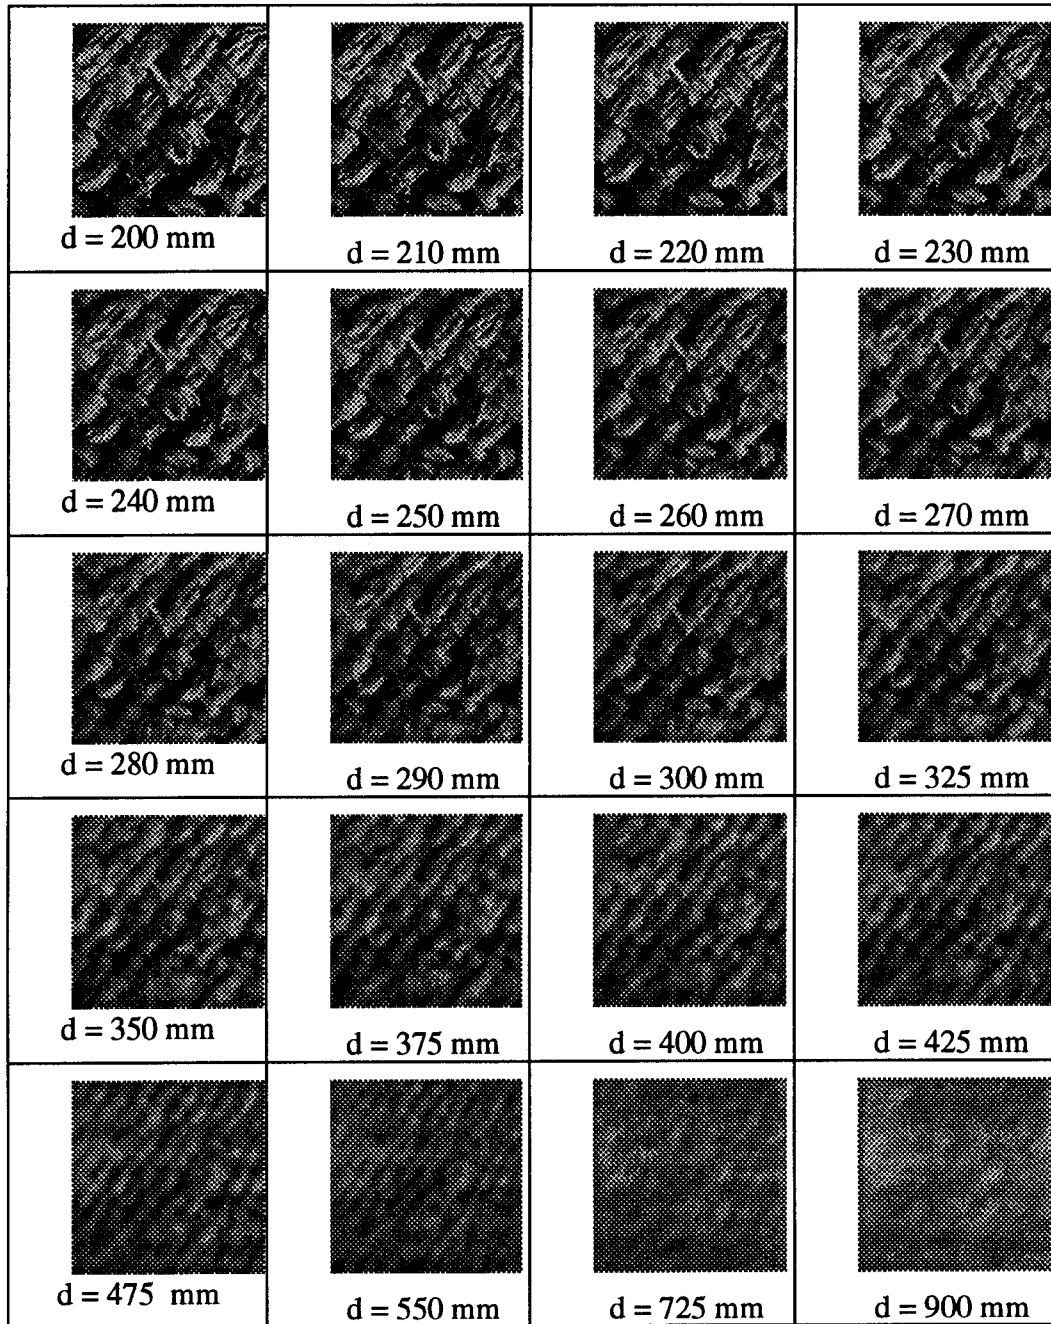 d = 200 mm
d = 210 mm
d = 220 mm
d = 230 mm
d = 240 mm
d = 250 mm
d = 260 mm
d = 270 mm
d = 280 mm
d = 290 mm
d = 300 mm
d = 325 mm
d = 350 mm
d = 375 mm
d = 400 mm
d = 425 mm
d = 475 mm
d = 550 mm
d = 725 mm
d = 900 mm